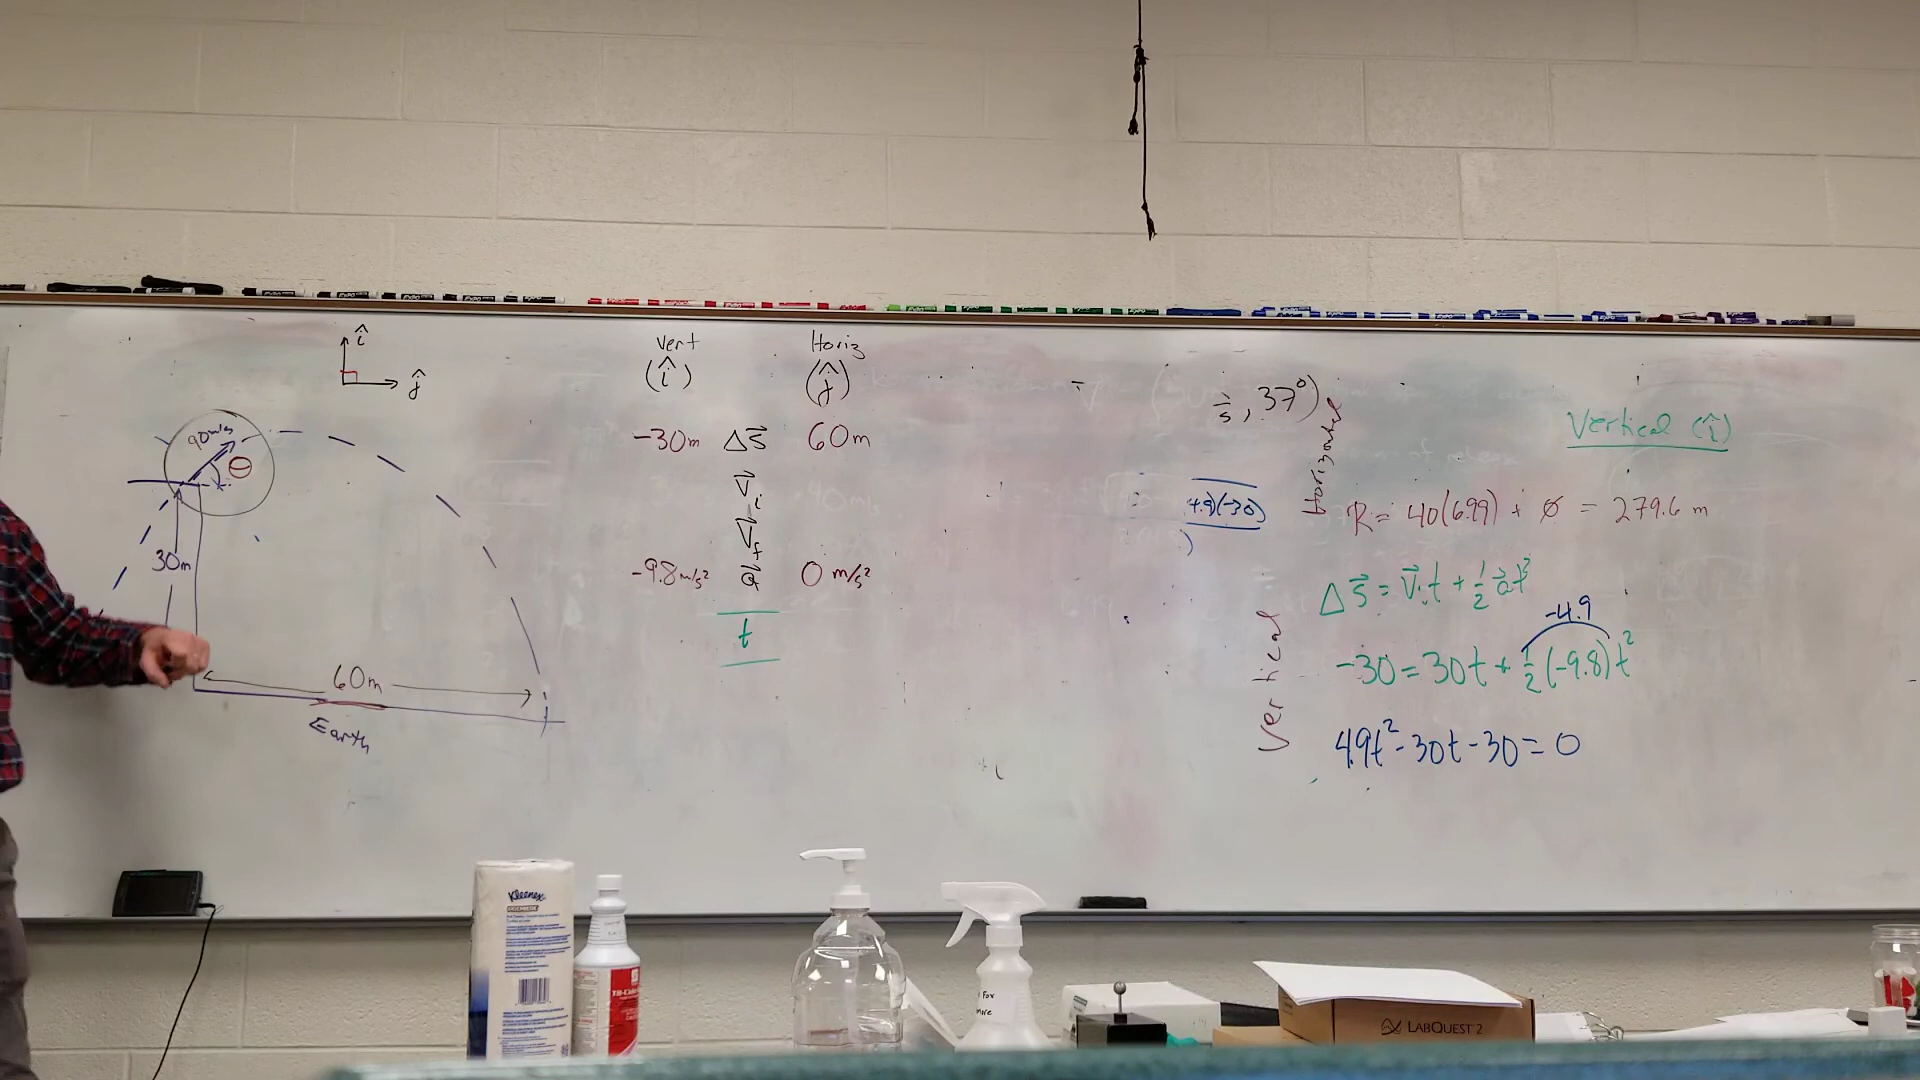 î
ĵ
90m/s
θ
30m
60m
Earth
Vert Horiz
(î) (ĵ)
-30m Δs⃗ 60m
v⃗i
v⃗f
-9.8 m/s² a⃗ 0 m/s²
t
s, 37°)
4.9)(-30)
)
Horizontal
Vertical (î)
R = 40(6.99) + ∅ = 279.6 m
Vertical
Δs⃗ = v⃗it + 1/2 a⃗t²
-4.9
-30 = 30t + 1/2 (-9.8)t²
4.9t² - 30t - 30 = 0
Kleenex
LABQUEST 2